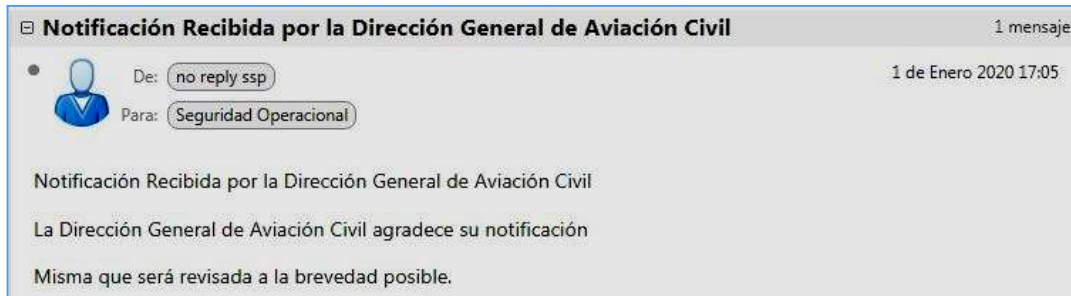 Notificación Recibida por la Dirección General de Aviación Civil
1 mensaje
De: no reply ssp
1 de Enero 2020 17:05
Para: Seguridad Operacional
Notificación Recibida por la Dirección General de Aviación Civil
La Dirección General de Aviación Civil agradece su notificación
Misma que será revisada a la brevedad posible.